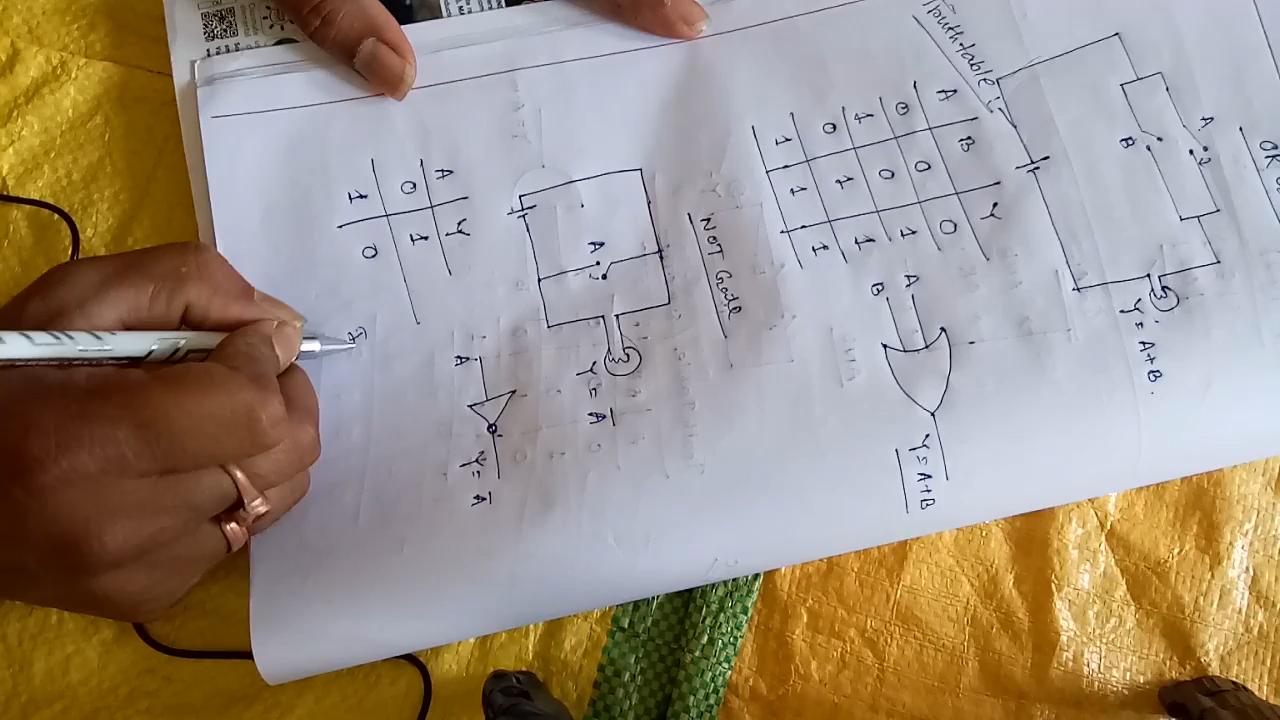 OR
A
B
Y = A+B.
Truth table :-
A B Y
0 0 0
1 0 1
0 1 1
1 1 1
A
B
Y = A+B
NOT Gate
A
Y = Ā
A Y
0 1
1 0
A
Y = Ā